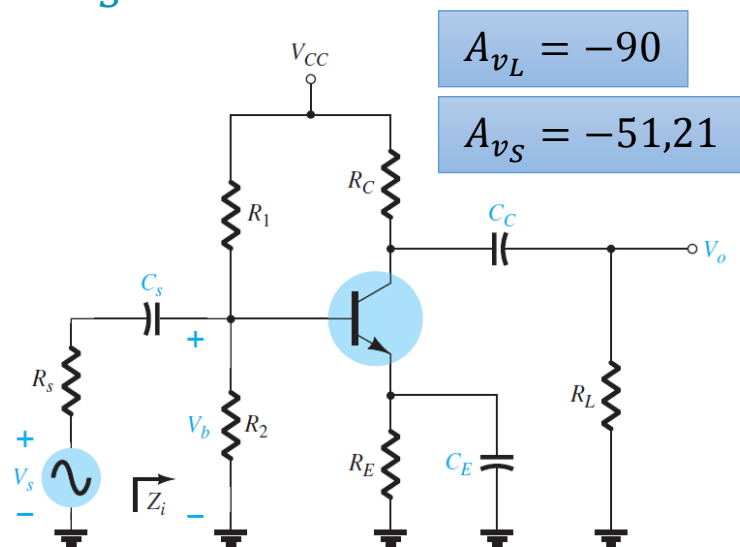 A_{v_L} = −90
A_{v_S} = −51,21
V_{CC}
R_C
R_1
C_C
V_o
C_s
+
R_s
R_L
V_b
R_2
+
V_s
R_E
C_E
−
Z_i
−